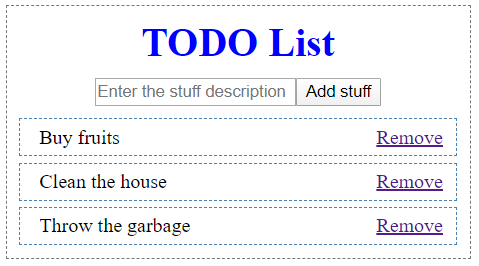 TODO List
Enter the stuff description Add stuff
Buy fruits Remove
Clean the house Remove
Throw the garbage Remove